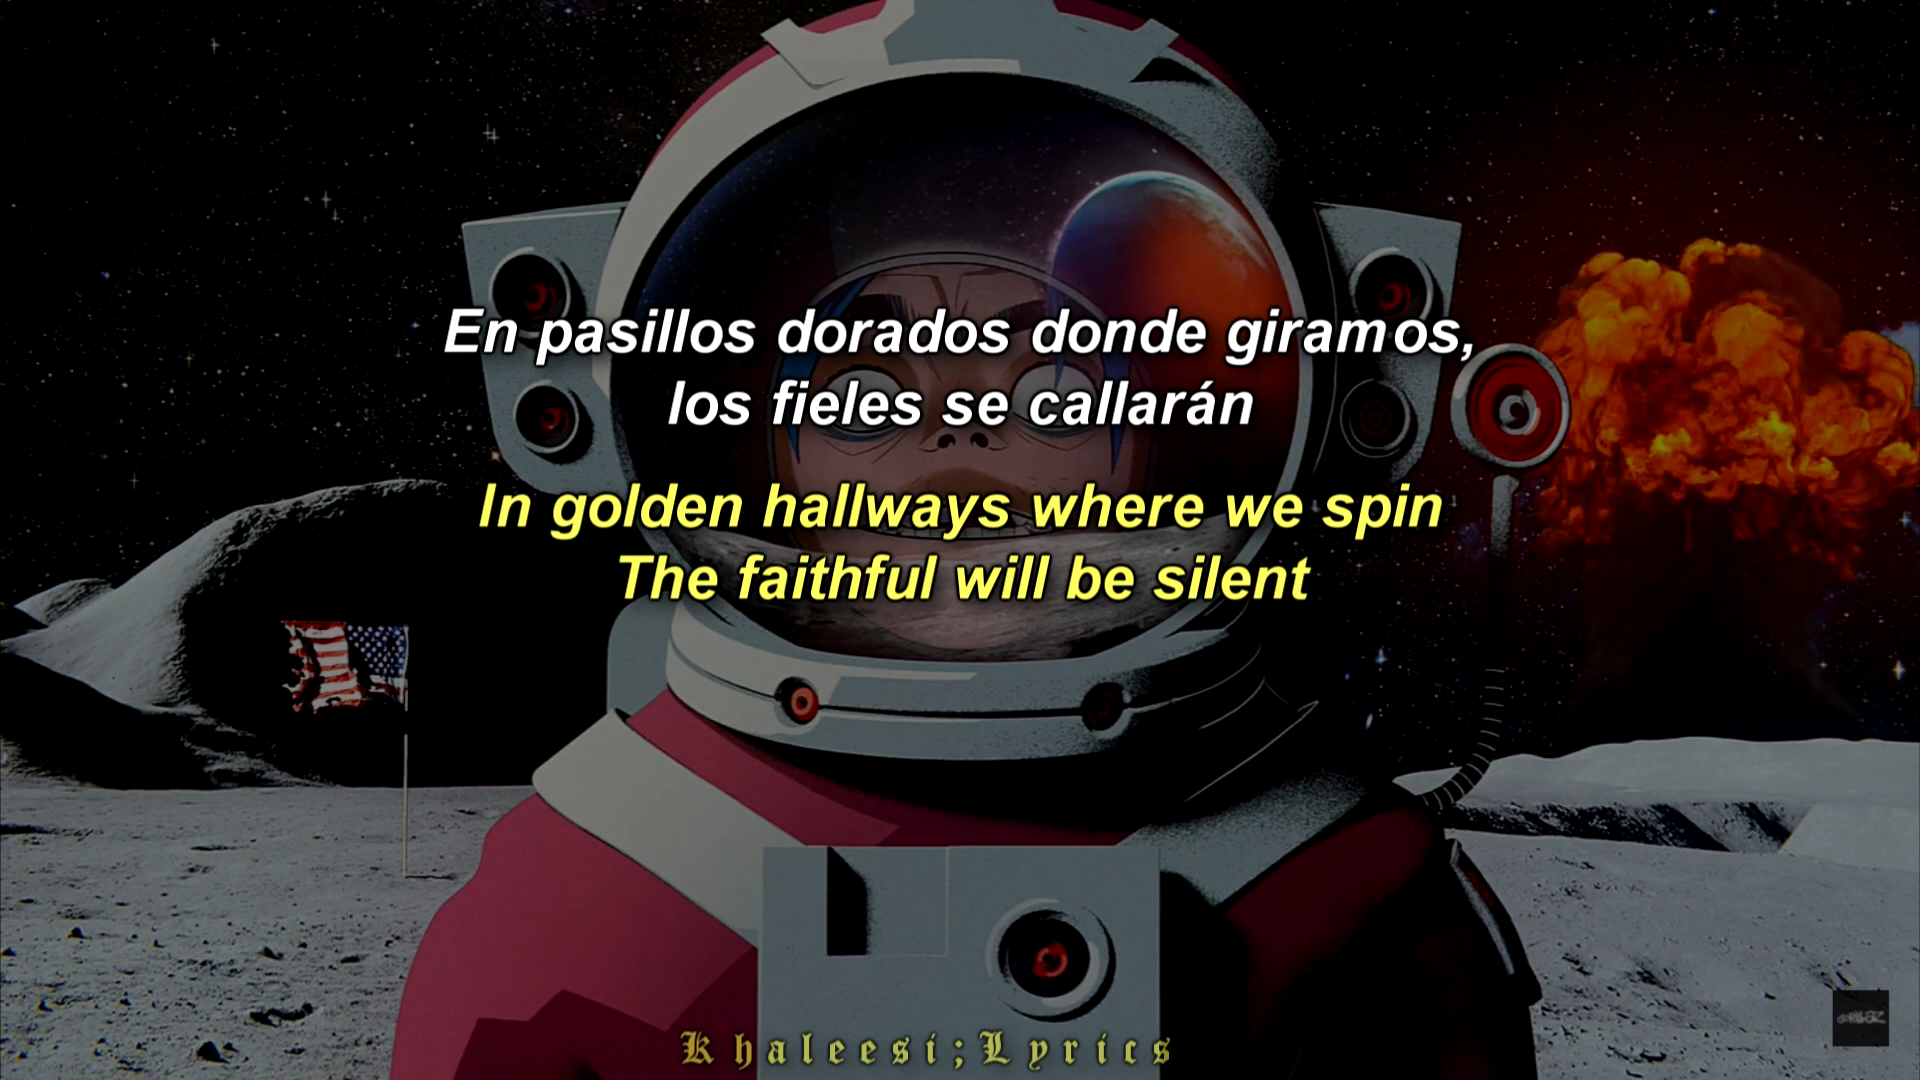 En pasillos dorados donde giramos,
los fieles se callarán
In golden hallways where we spin
The faithful will be silent
Khaleesi;Lyrics